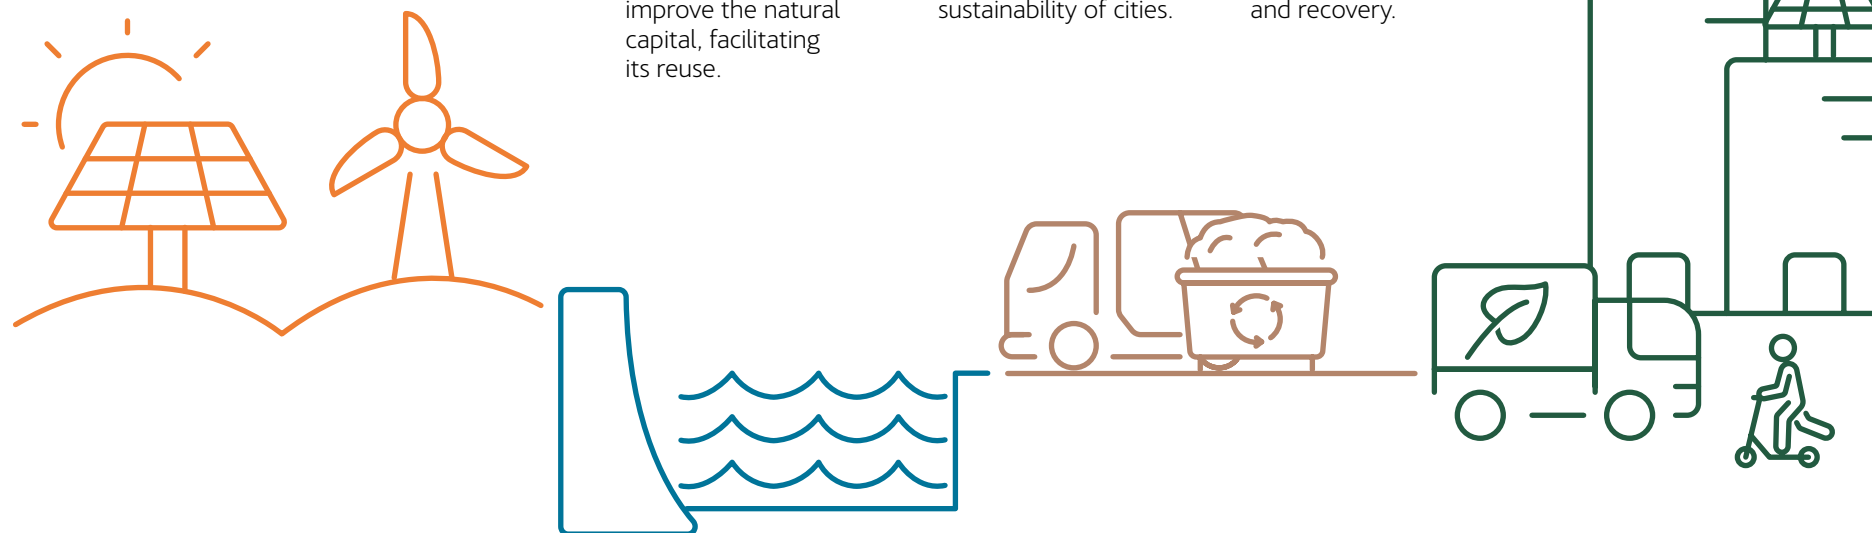 improve the natural
capital, facilitating
its reuse.
sustainability of cities.
and recovery.